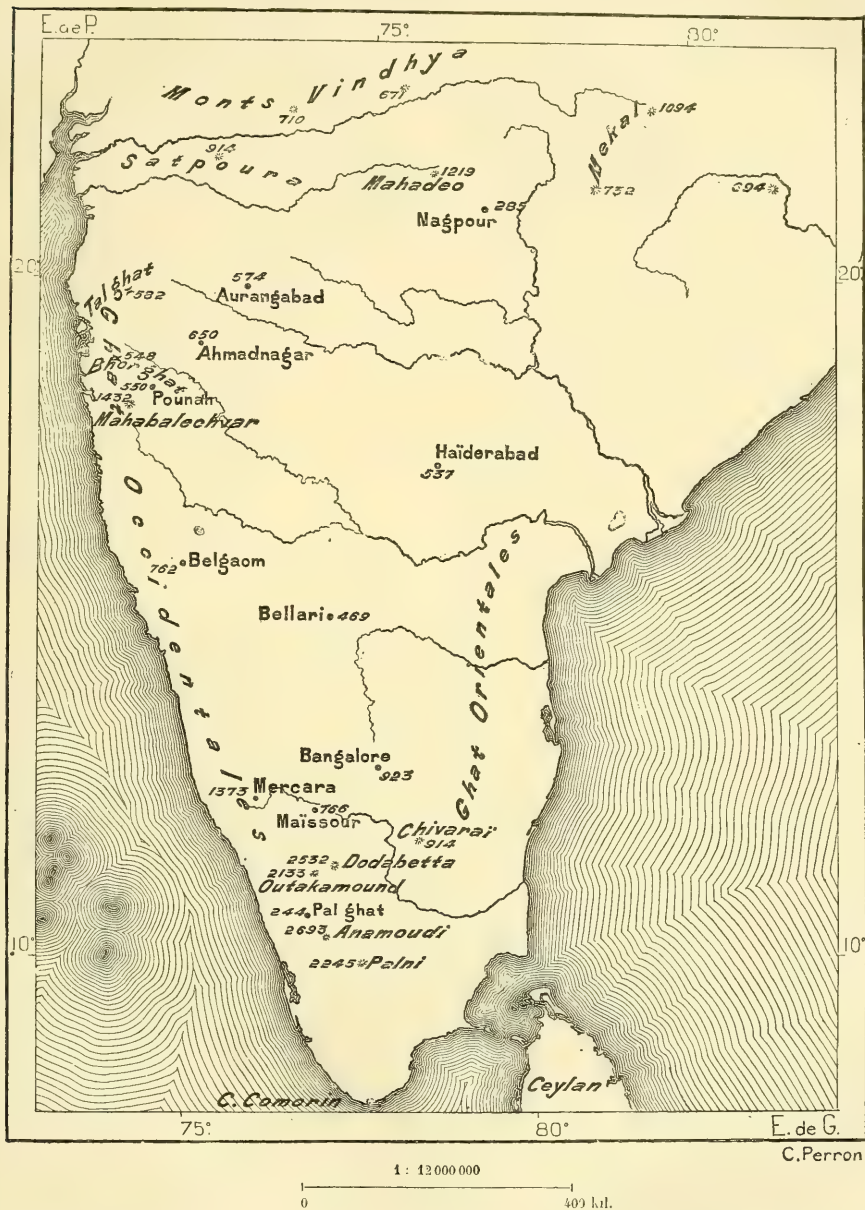 E. de P.
75°
80°
Monts Vindhya
710
671
1094
Mekal
732
694
Satpoura
914
1219
Mahadeo
285
Nagpour
20°
20°
Tal ghat
582
574
Aurangabad
650
Ahmadnagar
Ghat Occidentales
548
Bhor ghat
550
Pounah
1432
Mahabalechvar
Haïderabad
537
762
Belgaom
Bellari
469
Ghat Orientales
Bangalore
923
1373
Mercara
766
Maïssour
Chivaraï
914
2532
Dodabetta
2133
Outakamound
244
Pal ghat
2693
Anamoudi
10°
10°
2245
Palni
C. Comorin
Ceylan
75°
80°
E. de G.
C. Perron
1 : 12 000 000
0
400 kil.